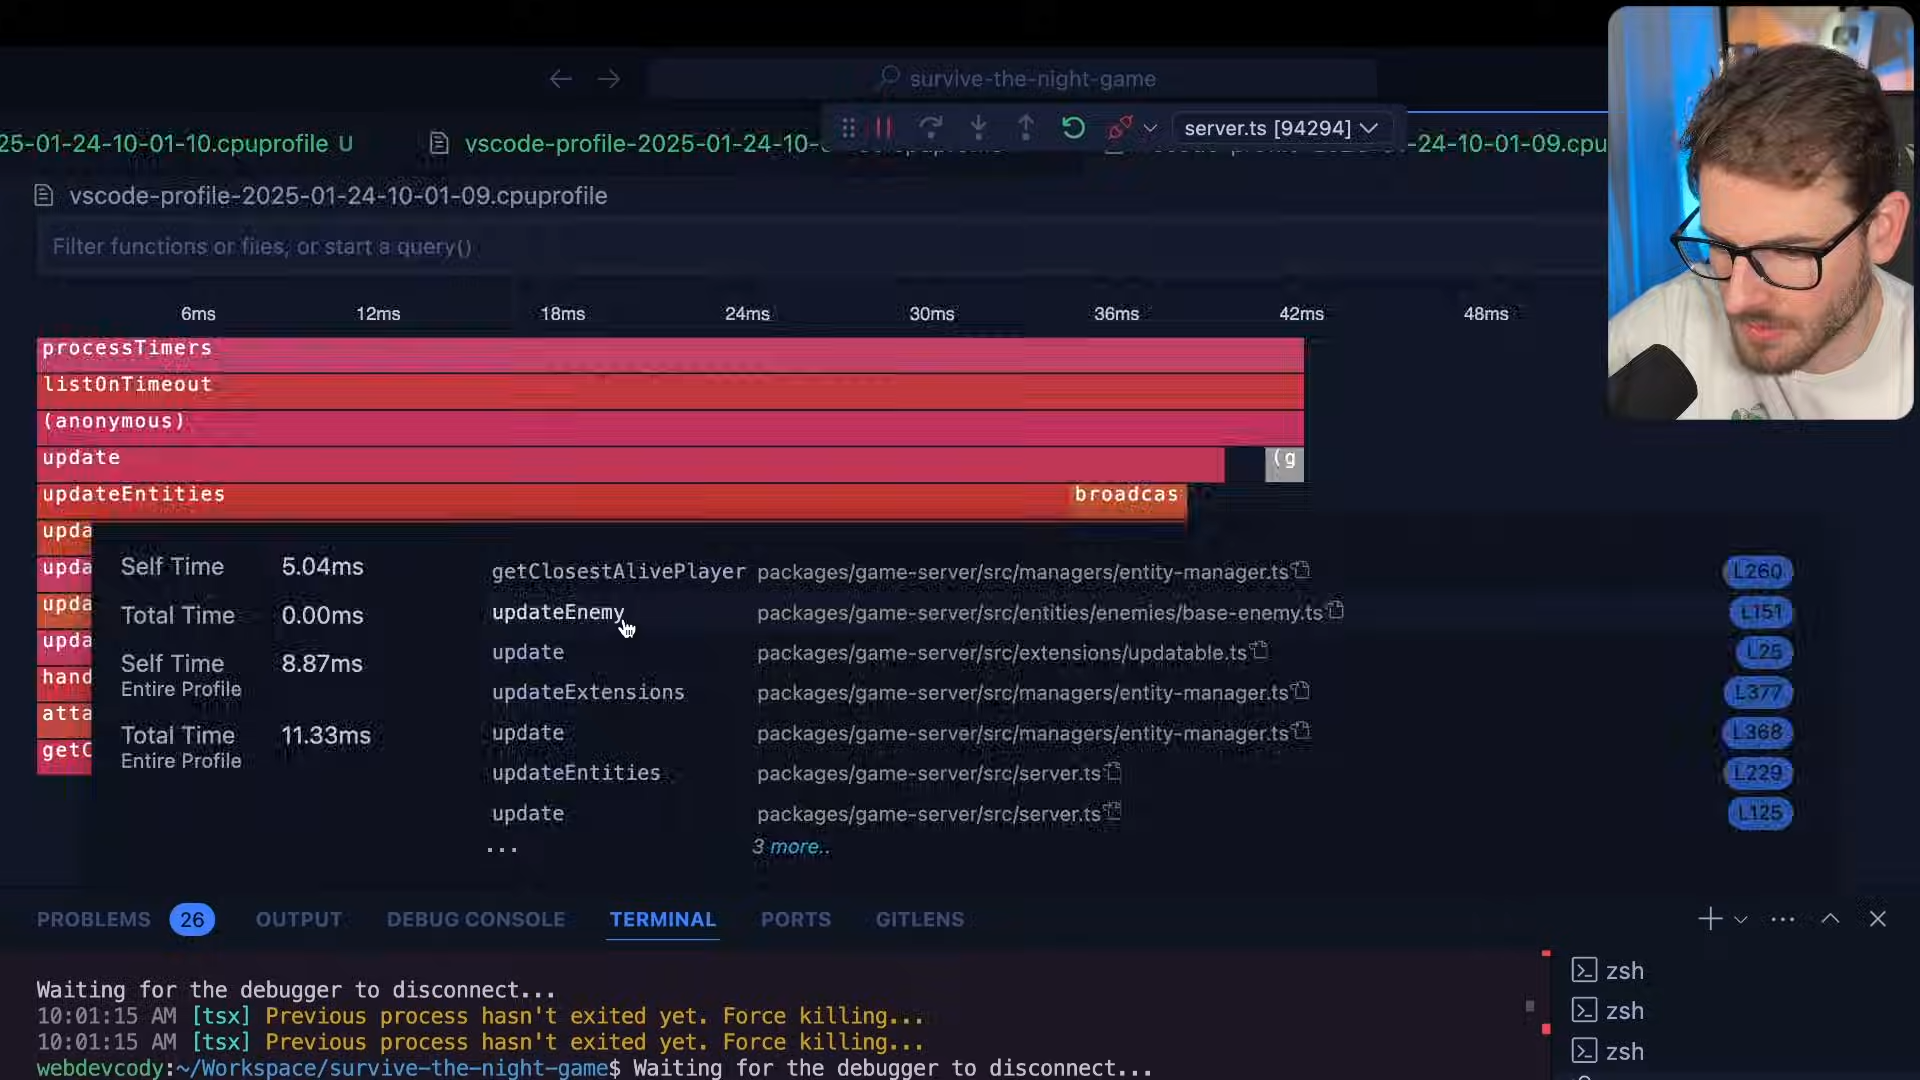 survive-the-night-game
25-01-24-10-01-10.cpuprofile U
vscode-profile-2025-01-24-10-
server.ts [94294]
-24-10-01-09.cpu
vscode-profile-2025-01-24-10-01-09.cpuprofile
Filter functions or files, or start a query()
6ms 12ms 18ms 24ms 30ms 36ms 42ms 48ms
processTimers
listOnTimeout
(anonymous)
update (g
updateEntities broadcas
upda
upda
upda
upda
hand
atta
getC
Self Time 5.04ms
Total Time 0.00ms
Self Time 8.87ms
Entire Profile
Total Time 11.33ms
Entire Profile
getClosestAlivePlayer packages/game-server/src/managers/entity-manager.ts L260
updateEnemy packages/game-server/src/entities/enemies/base-enemy.ts L151
update packages/game-server/src/extensions/updatable.ts L25
updateExtensions packages/game-server/src/managers/entity-manager.ts L377
update packages/game-server/src/managers/entity-manager.ts L368
updateEntities packages/game-server/src/server.ts L229
update packages/game-server/src/server.ts L125
... 3 more..
PROBLEMS 26 OUTPUT DEBUG CONSOLE TERMINAL PORTS GITLENS
Waiting for the debugger to disconnect...
10:01:15 AM [tsx] Previous process hasn't exited yet. Force killing...
10:01:15 AM [tsx] Previous process hasn't exited yet. Force killing...
webdevcody:~/Workspace/survive-the-night-game$ Waiting for the debugger to disconnect...
zsh
zsh
zsh